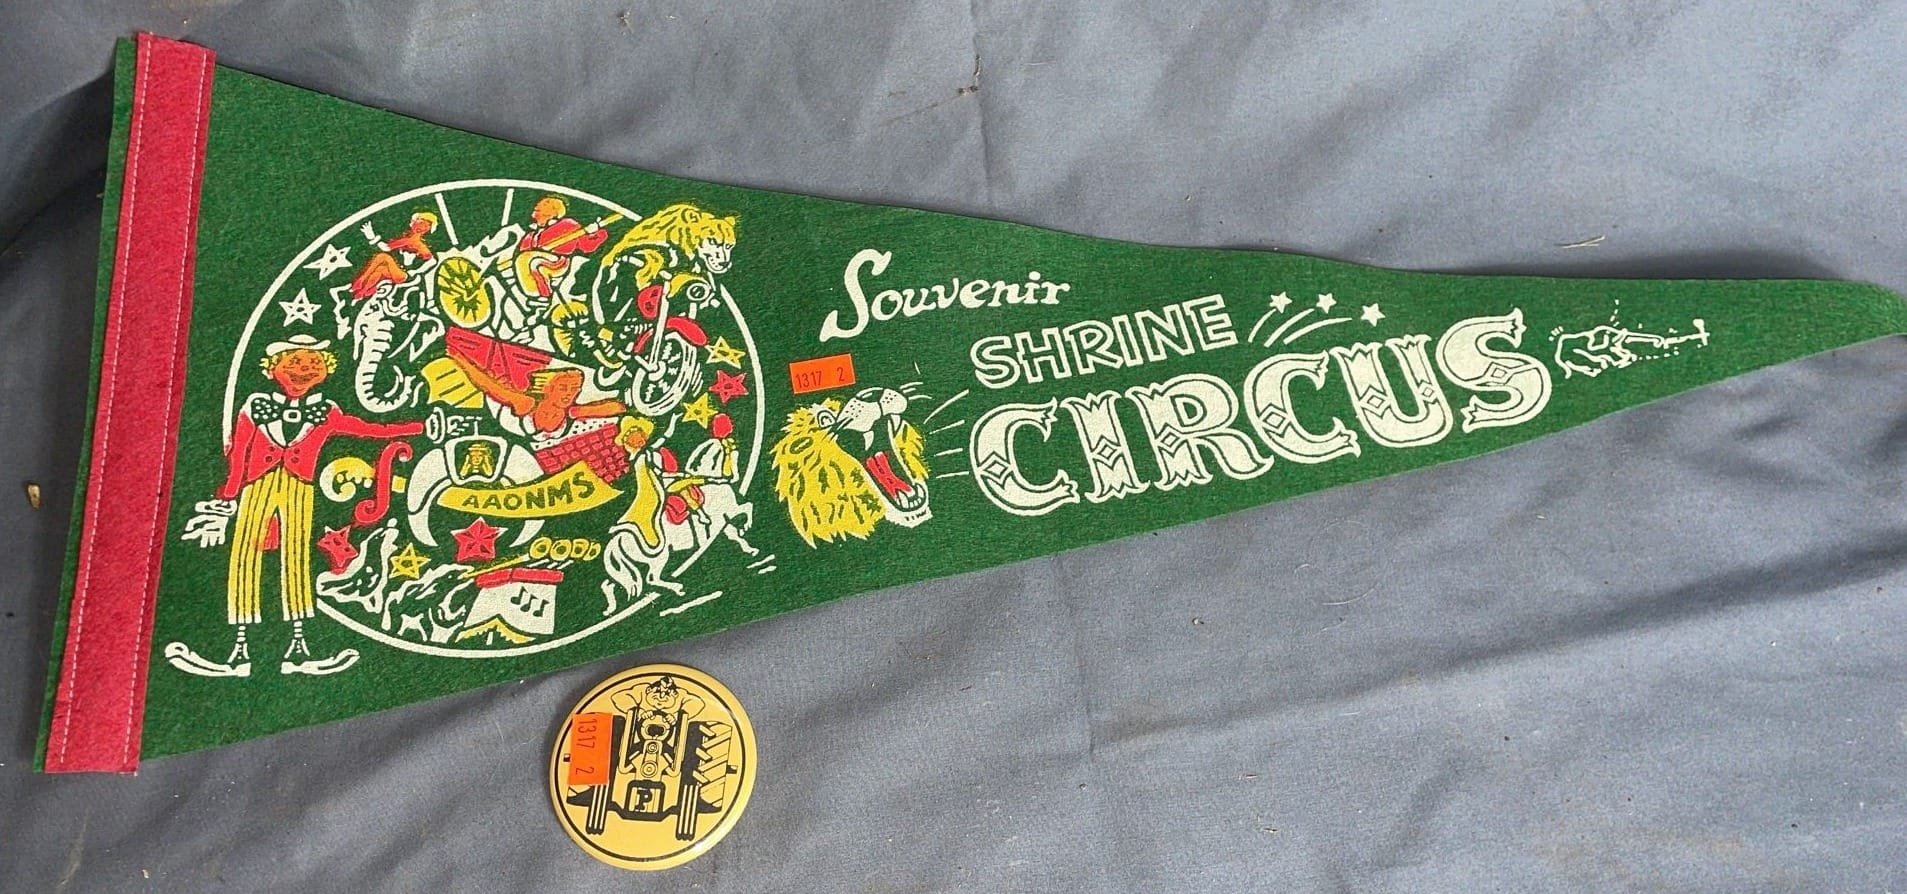 Souvenir
SHRINE
CIRCUS
1317 2
AAONMS
1317 2
P